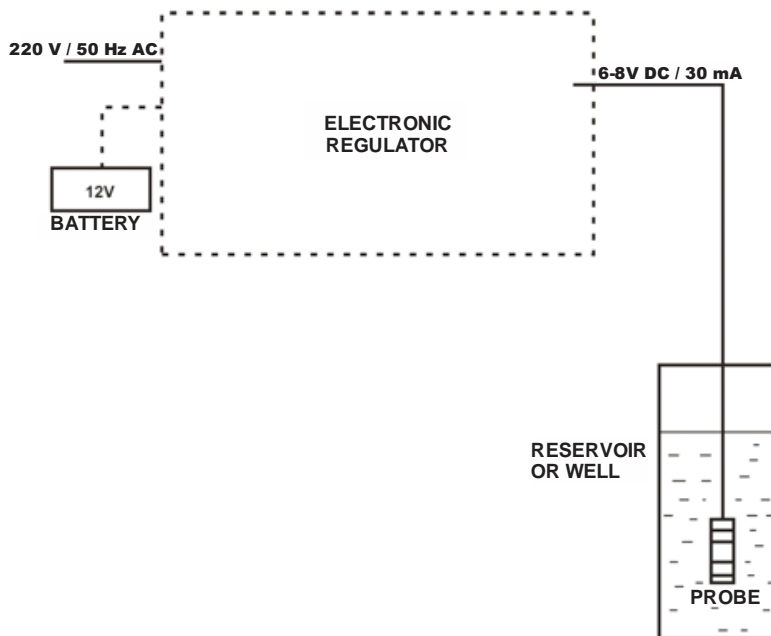 220 V / 50 Hz AC
6-8V DC / 30 mA
ELECTRONIC
REGULATOR
12V
BATTERY
RESERVOIR
OR WELL
PROBE